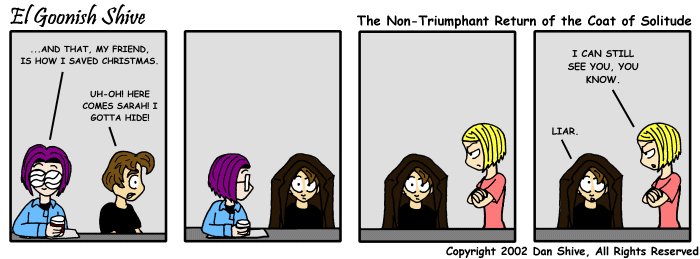 El Goonish Shive
The Non-Triumphant Return of the Coat of Solitude
...AND THAT, MY FRIEND,
IS HOW I SAVED CHRISTMAS.
UH-OH! HERE
COMES SARAH! I
GOTTA HIDE!
I CAN STILL
SEE YOU, YOU
KNOW.
LIAR.
Copyright 2002 Dan Shive, All Rights Reserved